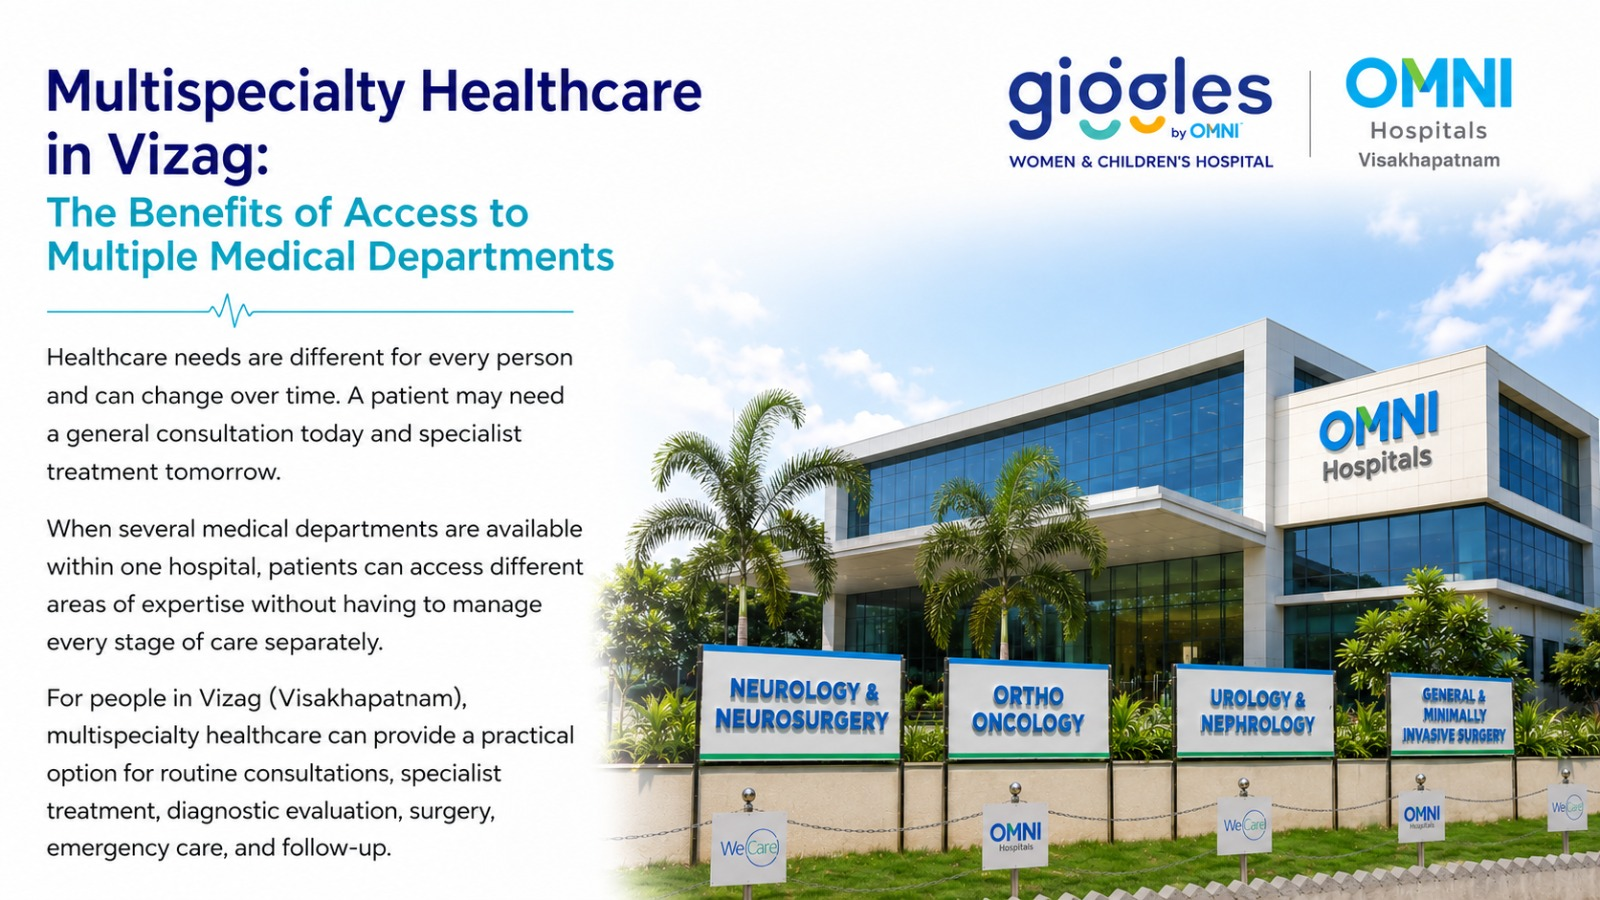 Multispecialty Healthcare
in Vizag:
The Benefits of Access to
Multiple Medical Departments
Healthcare needs are different for every person
and can change over time. A patient may need
a general consultation today and specialist
treatment tomorrow.
When several medical departments are available
within one hospital, patients can access different
areas of expertise without having to manage
every stage of care separately.
For people in Vizag (Visakhapatnam),
multispecialty healthcare can provide a practical
option for routine consultations, specialist
treatment, diagnostic evaluation, surgery,
emergency care, and follow-up.
giggles
by OMNI
WOMEN & CHILDREN'S HOSPITAL
OMNI
Hospitals
Visakhapatnam
OMNI
Hospitals
NEUROLOGY &
NEUROSURGERY
ORTHO
ONCOLOGY
UROLOGY &
NEPHROLOGY
GENERAL &
MINIMALLY
INVASIVE SURGERY
WeCare
OMNI
Hospitals
WeCare
OMNI
Hospitals
WeCare